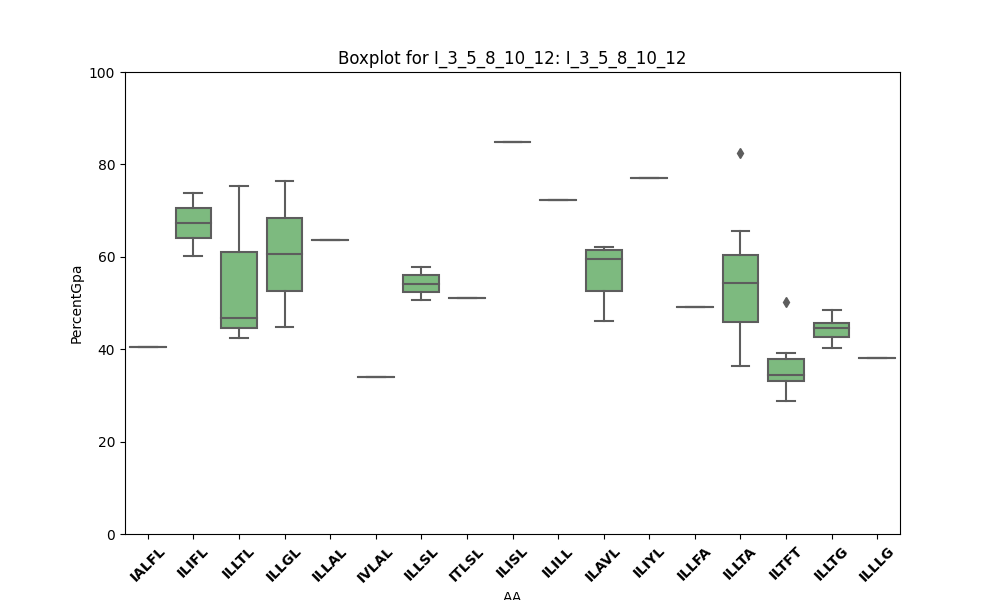 Boxplot for I_3_5_8_10_12: I_3_5_8_10_12
100
80
60
40
20
0
PercentGpa
IALFL ILIFL ILLTL ILLGL ILLAL IVLAL ILLSL ITLSL ILISL ILILL ILAVL ILIYL ILLFA ILLTA ILTFT ILLTG ILLLG
AA